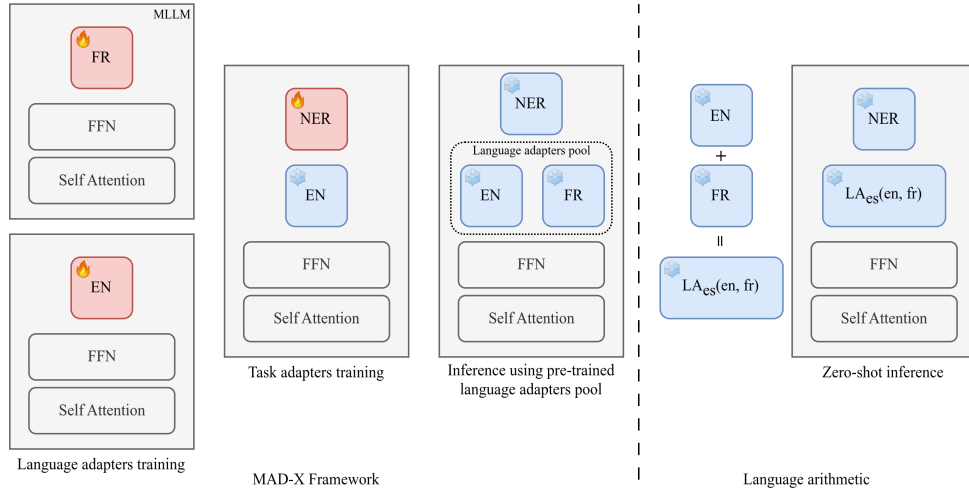 MLLM
FR
FFN
Self Attention
EN
FFN
Self Attention
Language adapters training
NER
EN
FFN
Self Attention
Task adapters training
NER
Language adapters pool
EN
FR
FFN
Self Attention
Inference using pre-trained
language adapters pool
MAD-X Framework
EN
+
FR
=
LAes(en, fr)
NER
LAes(en, fr)
FFN
Self Attention
Zero-shot inference
Language arithmetic